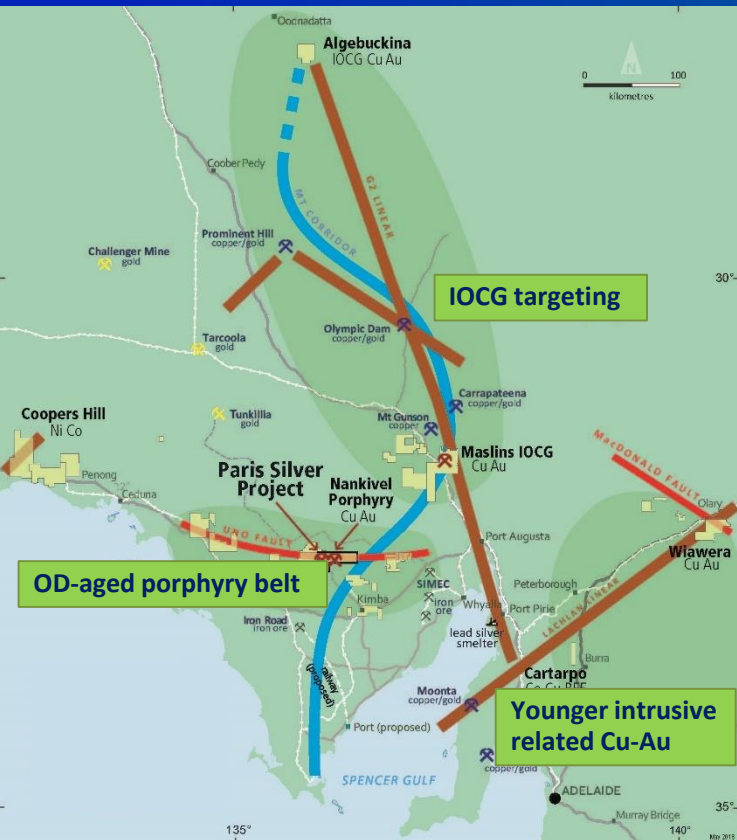 Oodnadatta
Algebuckina
IOCG Cu Au
N
0 100
kilometres
Coober Pedy
MT CORRIDOR
G2 LINEAR
Prominent Hill
copper/gold
Challenger Mine
gold
30°
IOCG targeting
Olympic Dam
copper/gold
Tarcoola
gold
Carrapateena
copper/gold
Coopers Hill
Ni Co
Tunkillia
gold
Mt Gunson
copper
MacDONALD FAULT
Maslins IOCG
Cu Au
Paris Silver
Project
Nankivel
Porphyry
Cu Au
Penong
Ceduna
Olary
UNO FAULT
Port Augusta
Wiawera
Cu Au
OD-aged porphyry belt
SIMEC
iron
ore
Peterborough
Kimba
Whyalla
Port Pirie
LACHLAN LINEAR
Iron Road
iron ore
lead silver
smelter
Burra
railway
(proposed)
Cartarpo
Moonta
copper/gold
Younger intrusive
related Cu-Au
Port (proposed)
copper/gold
SPENCER GULF
ADELAIDE
35°
Murray Bridge
135°
140°
May 2018